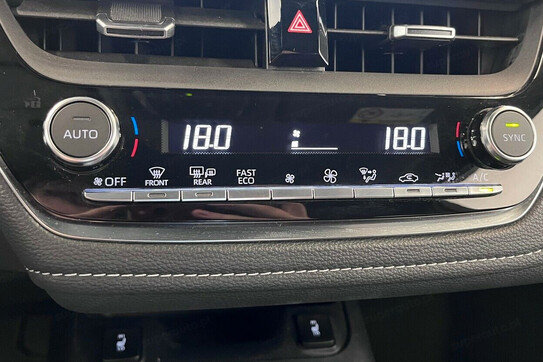 AUTO
18.0
18.0
SYNC
OFF
FRONT
REAR
FAST
ECO
A/C